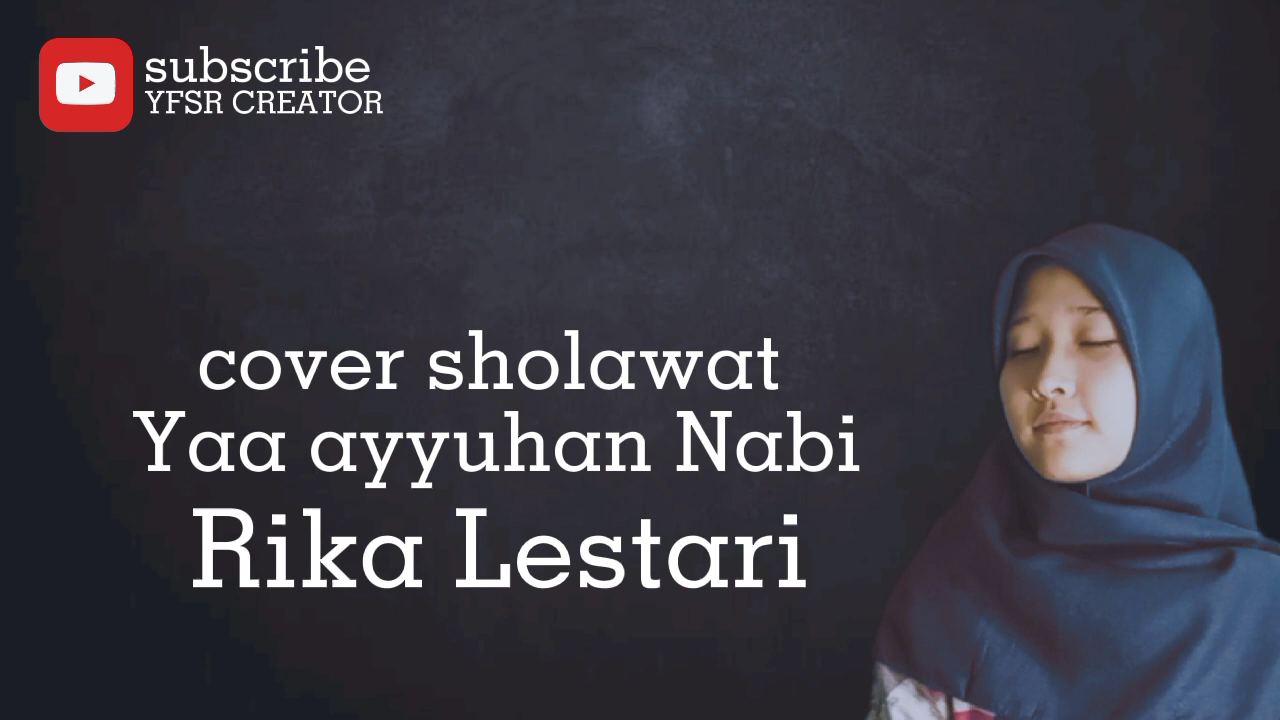 subscribe
YFSR CREATOR
cover sholawat
Yaa ayyuhan Nabi
Rika Lestari